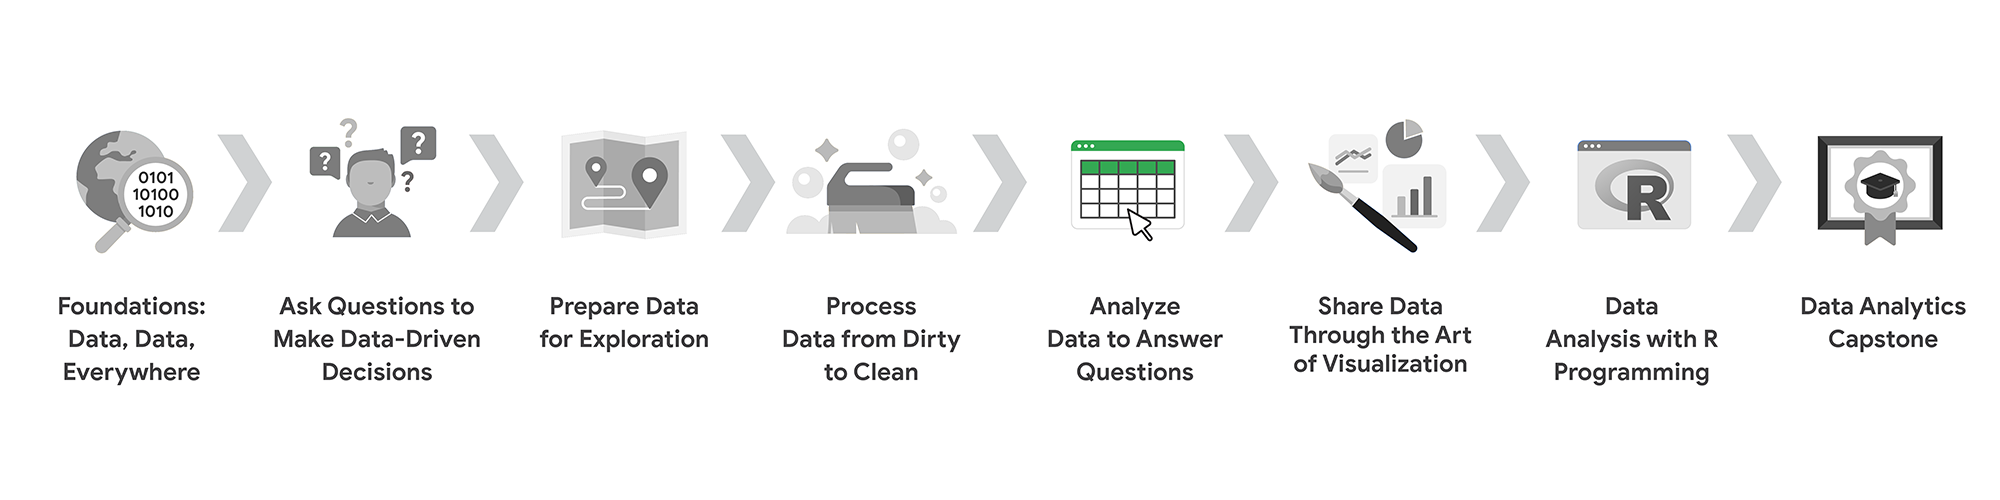 ?
?
?
?
0101
10100
1010
R
Foundations:
Data, Data,
Everywhere
Ask Questions to
Make Data-Driven
Decisions
Prepare Data
for Exploration
Process
Data from Dirty
to Clean
Analyze
Data to Answer
Questions
Share Data
Through the Art
of Visualization
Data
Analysis with R
Programming
Data Analytics
Capstone